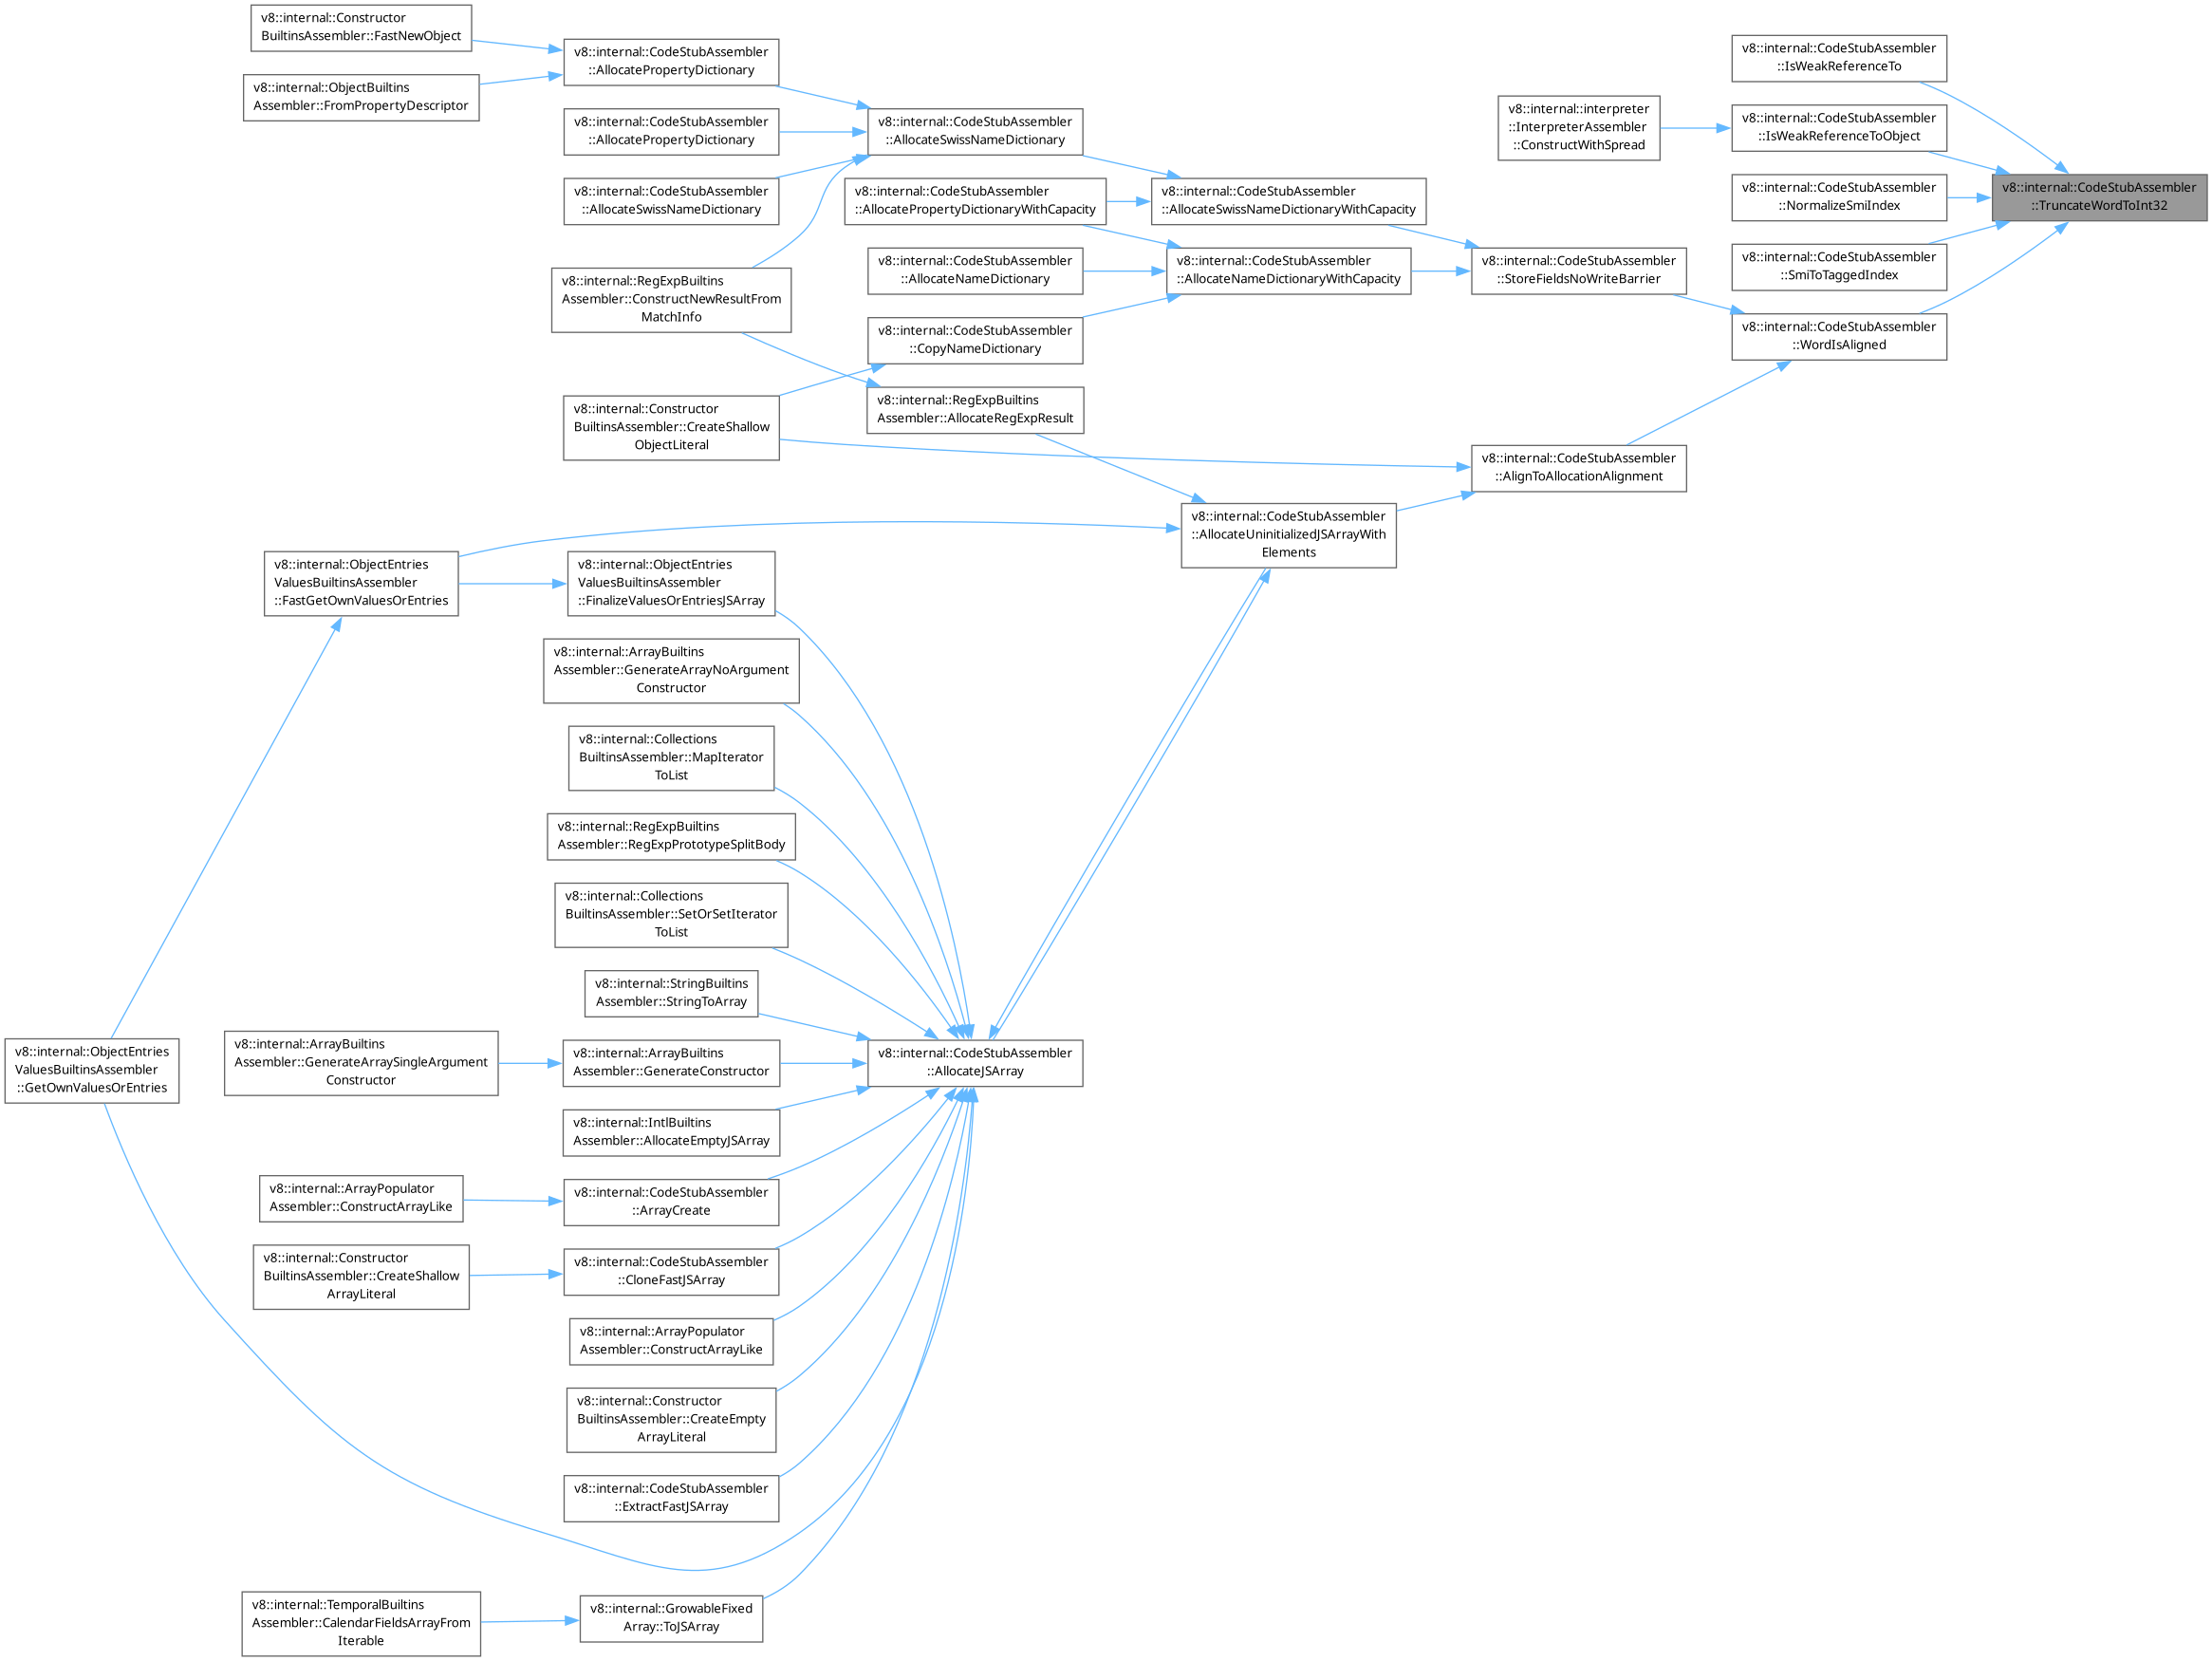 v8::internal::Constructor
BuiltinsAssembler::FastNewObject
v8::internal::ObjectBuiltins
Assembler::FromPropertyDescriptor
v8::internal::CodeStubAssembler
::AllocatePropertyDictionary
v8::internal::CodeStubAssembler
::AllocatePropertyDictionary
v8::internal::CodeStubAssembler
::AllocateSwissNameDictionary
v8::internal::CodeStubAssembler
::AllocateSwissNameDictionary
v8::internal::CodeStubAssembler
::AllocatePropertyDictionaryWithCapacity
v8::internal::CodeStubAssembler
::AllocateSwissNameDictionaryWithCapacity
v8::internal::interpreter
::InterpreterAssembler
::ConstructWithSpread
v8::internal::CodeStubAssembler
::IsWeakReferenceTo
v8::internal::CodeStubAssembler
::IsWeakReferenceToObject
v8::internal::CodeStubAssembler
::NormalizeSmiIndex
v8::internal::CodeStubAssembler
::TruncateWordToInt32
v8::internal::CodeStubAssembler
::SmiToTaggedIndex
v8::internal::RegExpBuiltins
Assembler::ConstructNewResultFrom
MatchInfo
v8::internal::CodeStubAssembler
::AllocateNameDictionary
v8::internal::CodeStubAssembler
::AllocateNameDictionaryWithCapacity
v8::internal::CodeStubAssembler
::StoreFieldsNoWriteBarrier
v8::internal::CodeStubAssembler
::WordIsAligned
v8::internal::CodeStubAssembler
::CopyNameDictionary
v8::internal::Constructor
BuiltinsAssembler::CreateShallow
ObjectLiteral
v8::internal::RegExpBuiltins
Assembler::AllocateRegExpResult
v8::internal::CodeStubAssembler
::AlignToAllocationAlignment
v8::internal::CodeStubAssembler
::AllocateUninitializedJSArrayWith
Elements
v8::internal::ObjectEntries
ValuesBuiltinsAssembler
::FastGetOwnValuesOrEntries
v8::internal::ObjectEntries
ValuesBuiltinsAssembler
::FinalizeValuesOrEntriesJSArray
v8::internal::ArrayBuiltins
Assembler::GenerateArrayNoArgument
Constructor
v8::internal::Collections
BuiltinsAssembler::MapIterator
ToList
v8::internal::RegExpBuiltins
Assembler::RegExpPrototypeSplitBody
v8::internal::Collections
BuiltinsAssembler::SetOrSetIterator
ToList
v8::internal::StringBuiltins
Assembler::StringToArray
v8::internal::ObjectEntries
ValuesBuiltinsAssembler
::GetOwnValuesOrEntries
v8::internal::ArrayBuiltins
Assembler::GenerateArraySingleArgument
Constructor
v8::internal::ArrayBuiltins
Assembler::GenerateConstructor
v8::internal::CodeStubAssembler
::AllocateJSArray
v8::internal::IntlBuiltins
Assembler::AllocateEmptyJSArray
v8::internal::ArrayPopulator
Assembler::ConstructArrayLike
v8::internal::CodeStubAssembler
::ArrayCreate
v8::internal::Constructor
BuiltinsAssembler::CreateShallow
ArrayLiteral
v8::internal::CodeStubAssembler
::CloneFastJSArray
v8::internal::ArrayPopulator
Assembler::ConstructArrayLike
v8::internal::Constructor
BuiltinsAssembler::CreateEmpty
ArrayLiteral
v8::internal::CodeStubAssembler
::ExtractFastJSArray
v8::internal::TemporalBuiltins
Assembler::CalendarFieldsArrayFrom
Iterable
v8::internal::GrowableFixed
Array::ToJSArray